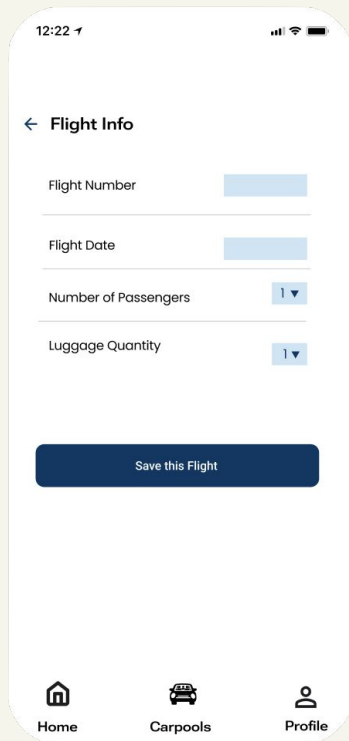 12:22
Flight Info
Flight Number
Flight Date
Number of Passengers
1
Luggage Quantity
1
Save this Flight
Home Carpools Profile